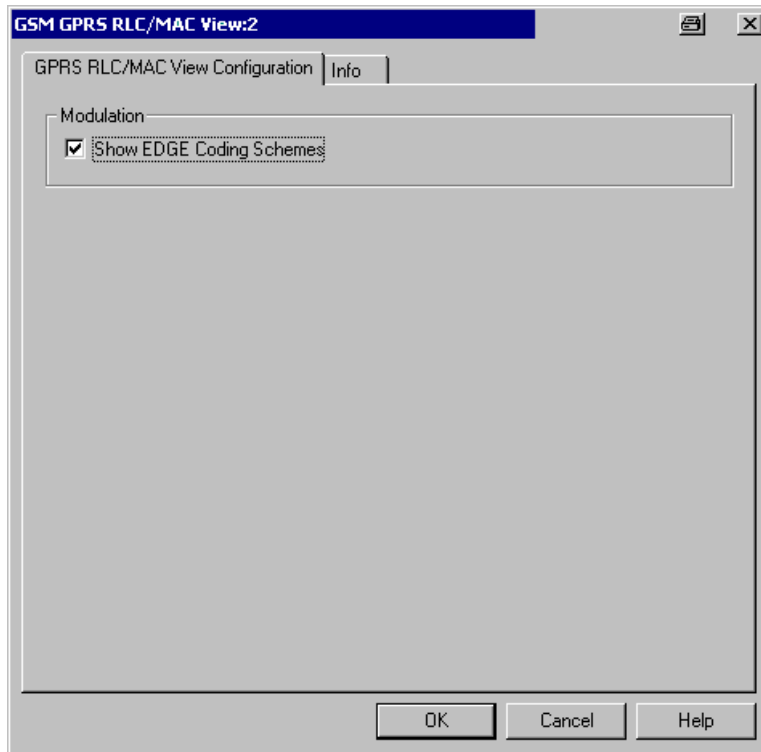 GSM GPRS RLC/MAC View:2
GPRS RLC/MAC View Configuration Info
Modulation
Show EDGE Coding Schemes
OK Cancel Help